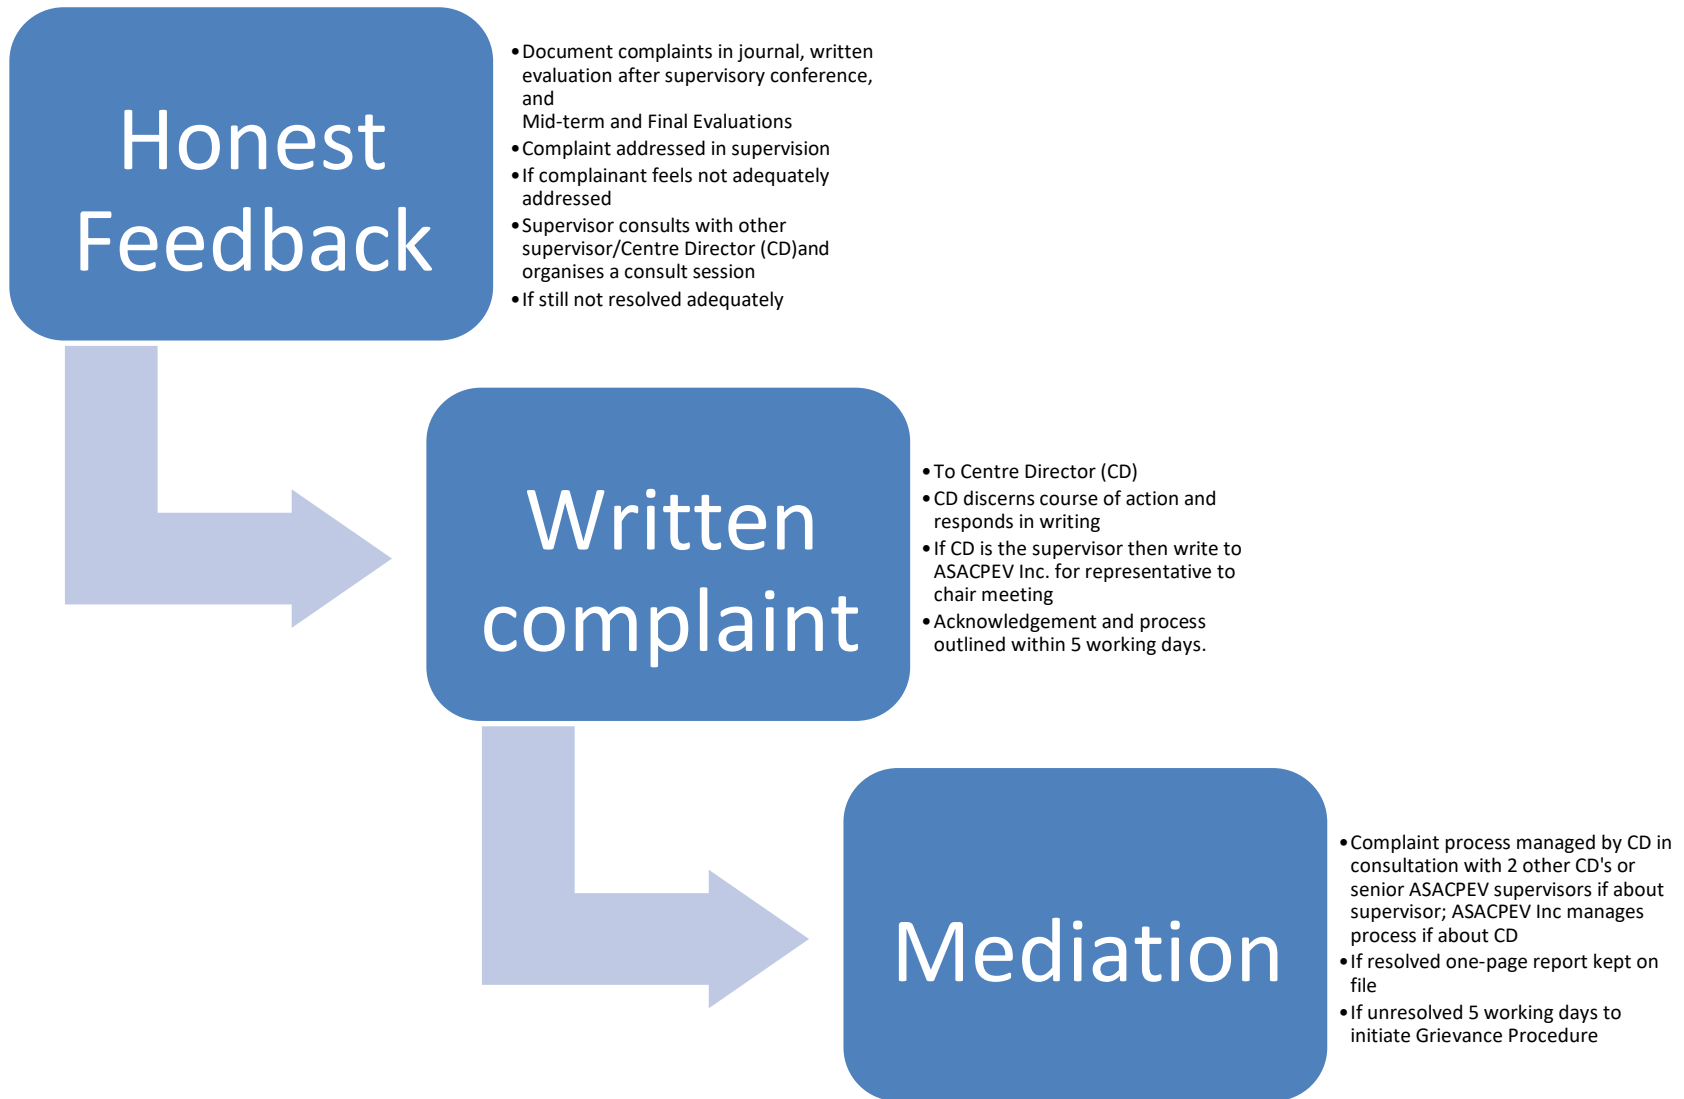 Honest
Feedback
•Document complaints in journal, written
evaluation after supervisory conference,
and
Mid-term and Final Evaluations
•Complaint addressed in supervision
•If complainant feels not adequately
addressed
•Supervisor consults with other
supervisor/Centre Director (CD)and
organises a consult session
•If still not resolved adequately
Written
complaint
•To Centre Director (CD)
•CD discerns course of action and
responds in writing
•If CD is the supervisor then write to
ASACPEV Inc. for representative to
chair meeting
•Acknowledgement and process
outlined within 5 working days.
Mediation
•Complaint process managed by CD in
consultation with 2 other CD's or
senior ASACPEV supervisors if about
supervisor; ASACPEV Inc manages
process if about CD
•If resolved one-page report kept on
file
•If unresolved 5 working days to
initiate Grievance Procedure